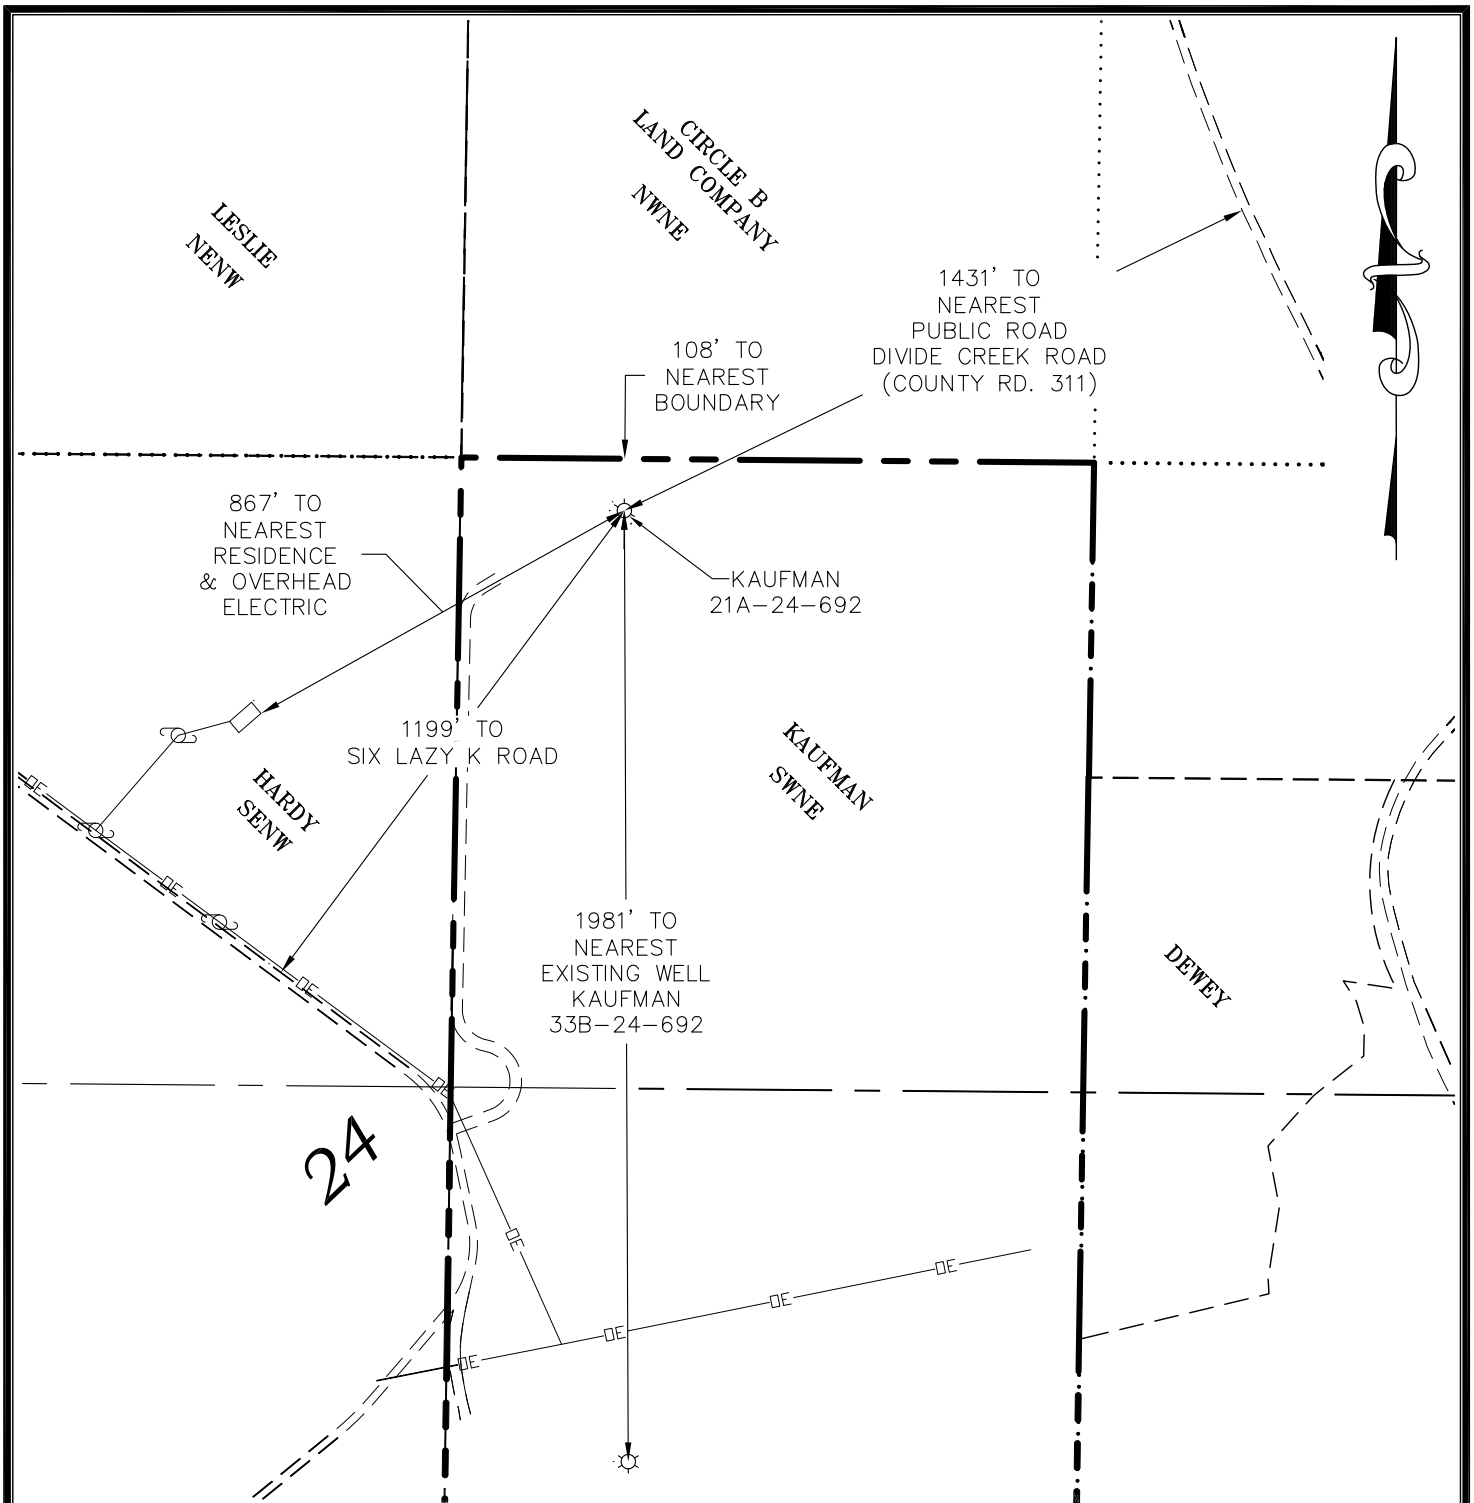 CIRCLE B
LAND COMPANY
NWNE
LESLIE
NENW
1431' TO
NEAREST
PUBLIC ROAD
DIVIDE CREEK ROAD
(COUNTY RD. 311)
108' TO
NEAREST
BOUNDARY
867' TO
NEAREST
RESIDENCE
& OVERHEAD
ELECTRIC
KAUFMAN
21A-24-692
1199' TO
SIX LAZY K ROAD
KAUFMAN
SWNE
HARDY
SENW
OE
OE
OE
OE
1981' TO
NEAREST
EXISTING WELL
KAUFMAN
33B-24-692
DEWEY
24
OE
OE
OE
OE
OE